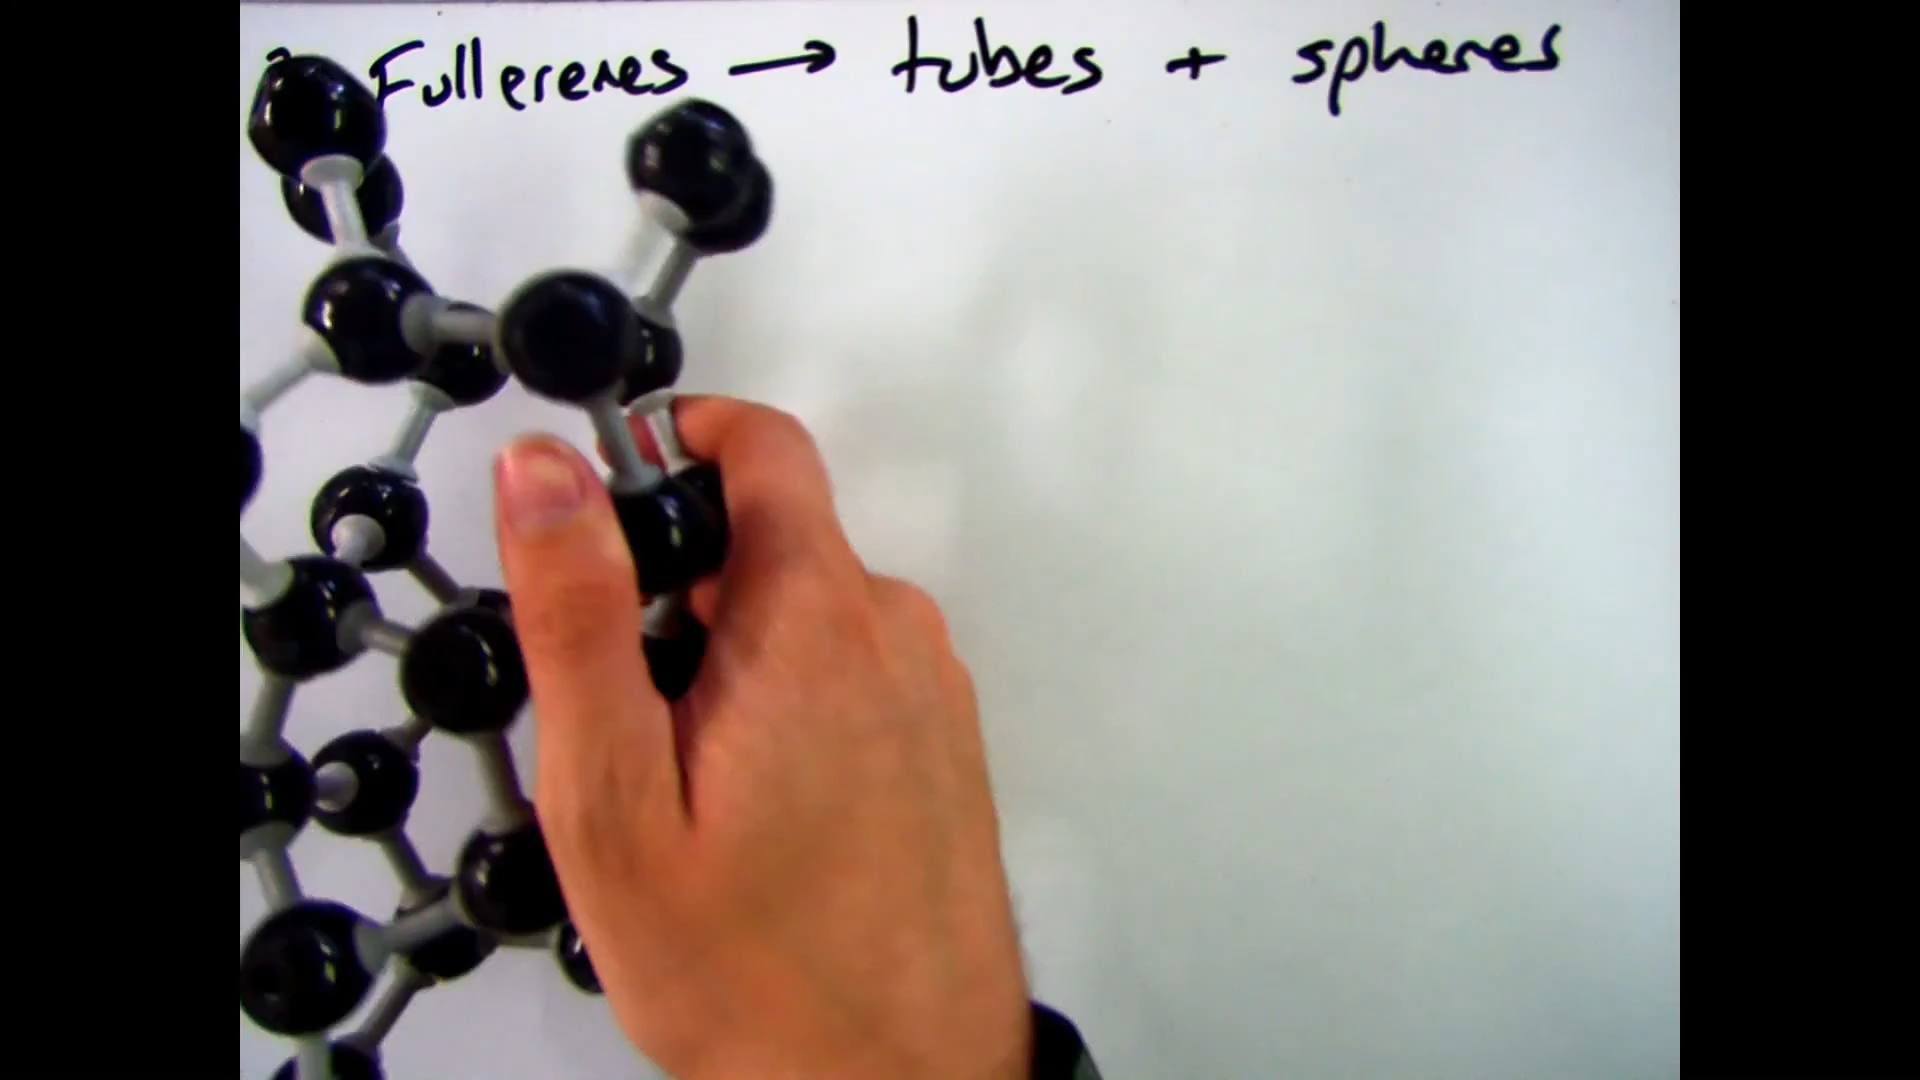 Fullerenes → tubes + spheres